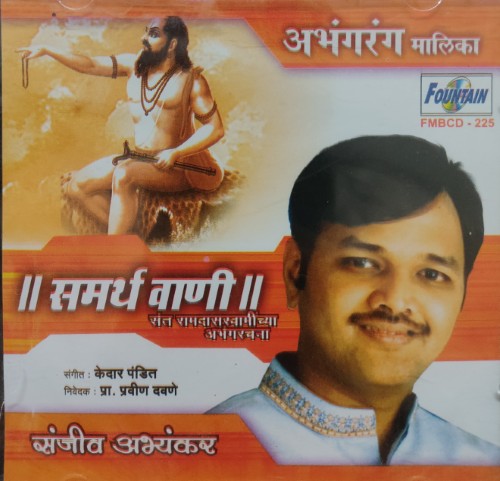 अभंगरंग मालिका
FOUNTAIN
FMBCD - 225
॥ समर्थ वाणी ॥
संत रामदासस्वामींच्या
अभंगरचना
संगीत : केदार पंडित
निवेदक : प्रा. प्रवीण दवणे
संजीव अभ्यंकर